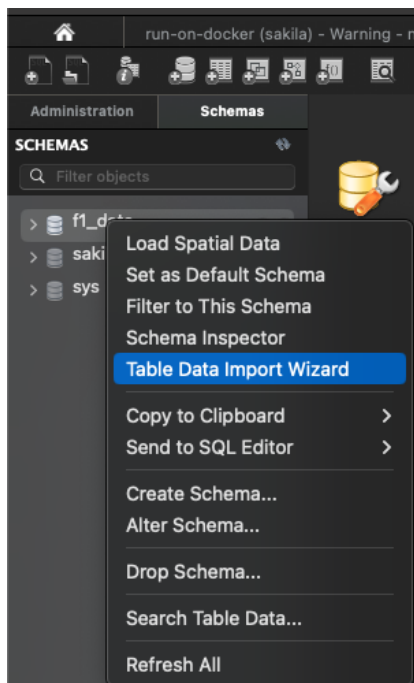 run-on-docker (sakila) - Warning -
Administration
Schemas
SCHEMAS
Filter objects
f1_data
saki
sys
Load Spatial Data
Set as Default Schema
Filter to This Schema
Schema Inspector
Table Data Import Wizard
Copy to Clipboard
Send to SQL Editor
Create Schema...
Alter Schema...
Drop Schema...
Search Table Data...
Refresh All